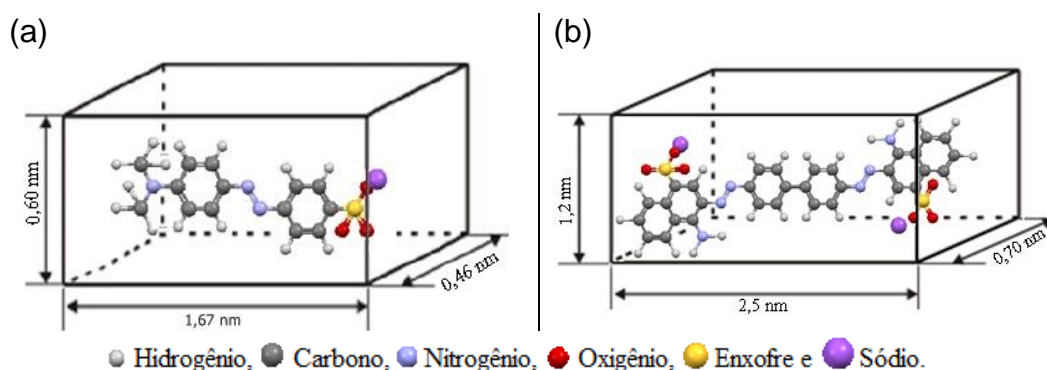 (a)
0,60 nm
0,46 nm
1,67 nm
(b)
1,2 nm
0,70 nm
2,5 nm
Hidrogênio, Carbono, Nitrogênio, Oxigênio, Enxofre e Sódio.